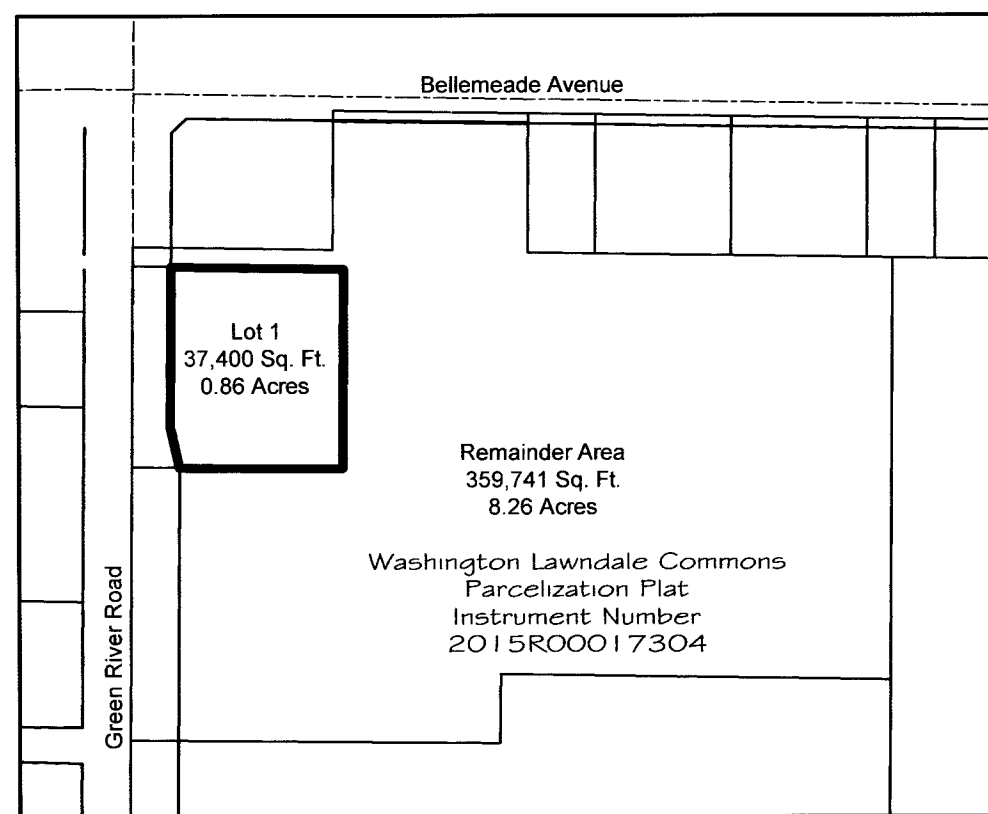 Bellemeade Avenue
Lot 1
37,400 Sq. Ft.
0.86 Acres
Remainder Area
359,741 Sq. Ft.
8.26 Acres
Washington Lawndale Commons
Parcelization Plat
Instrument Number
2015R00017304
Green River Road